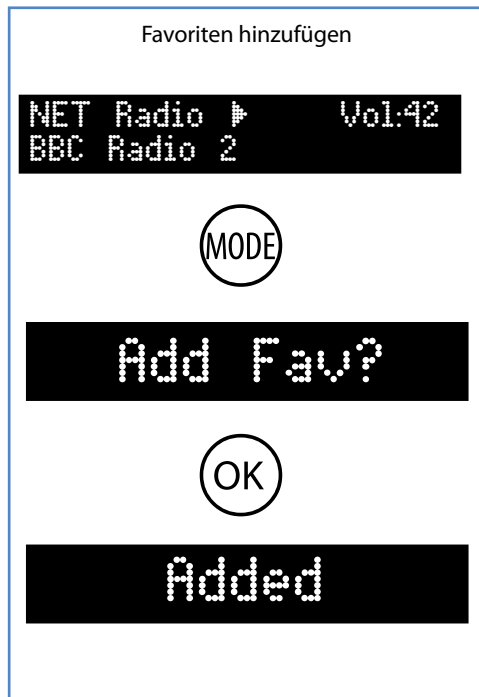 Favoriten hinzufügen
NET Radio ▶ Vol:42
BBC Radio 2
MODE
Add Fav?
OK
Added